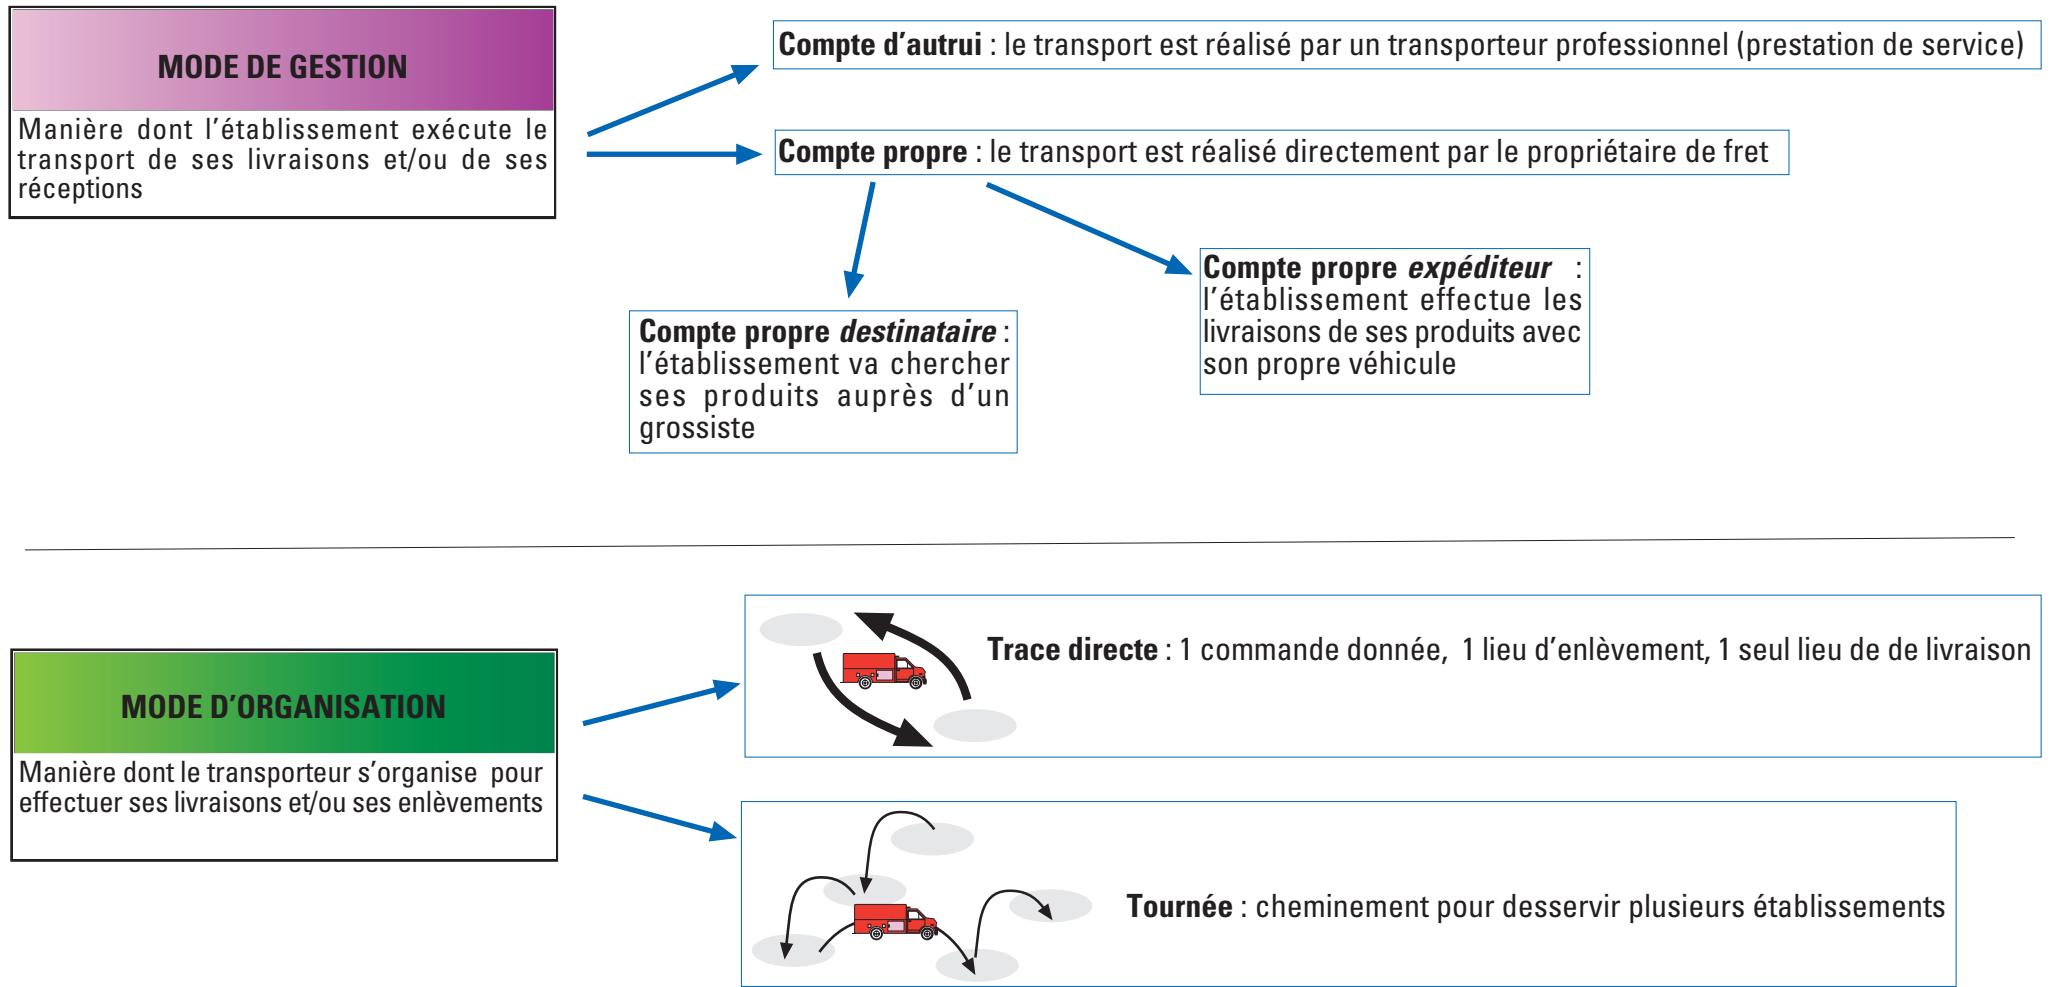 MODE DE GESTION
Manière dont l'établissement exécute le
transport de ses livraisons et/ou de ses
réceptions
Compte d'autrui : le transport est réalisé par un transporteur professionnel (prestation de service)
Compte propre : le transport est réalisé directement par le propriétaire de fret
Compte propre destinataire :
l'établissement va chercher
ses produits auprès d'un
grossiste
Compte propre expéditeur :
l'établissement effectue les
livraisons de ses produits avec
son propre véhicule
MODE D'ORGANISATION
Manière dont le transporteur s'organise pour
effectuer ses livraisons et/ou ses enlèvements
Trace directe : 1 commande donnée, 1 lieu d'enlèvement, 1 seul lieu de de livraison
Tournée : cheminement pour desservir plusieurs établissements